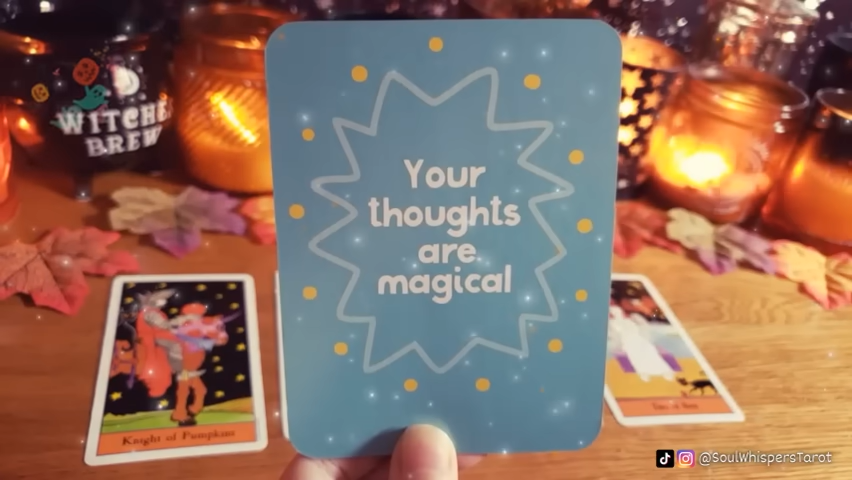 WITCHES
BREW
Your
thoughts
are
magical
Knight of Pumpkins
@SoulWhispersTarot